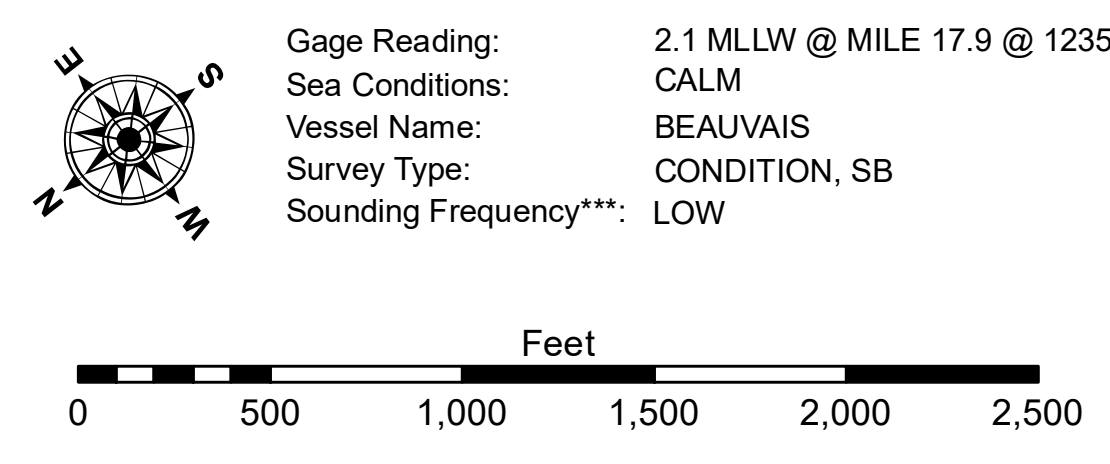 E
S
N
W
Gage Reading: 2.1 MLLW @ MILE 17.9 @ 1235
Sea Conditions: CALM
Vessel Name: BEAUVAIS
Survey Type: CONDITION, SB
Sounding Frequency***: LOW
Feet
0 500 1,000 1,500 2,000 2,500